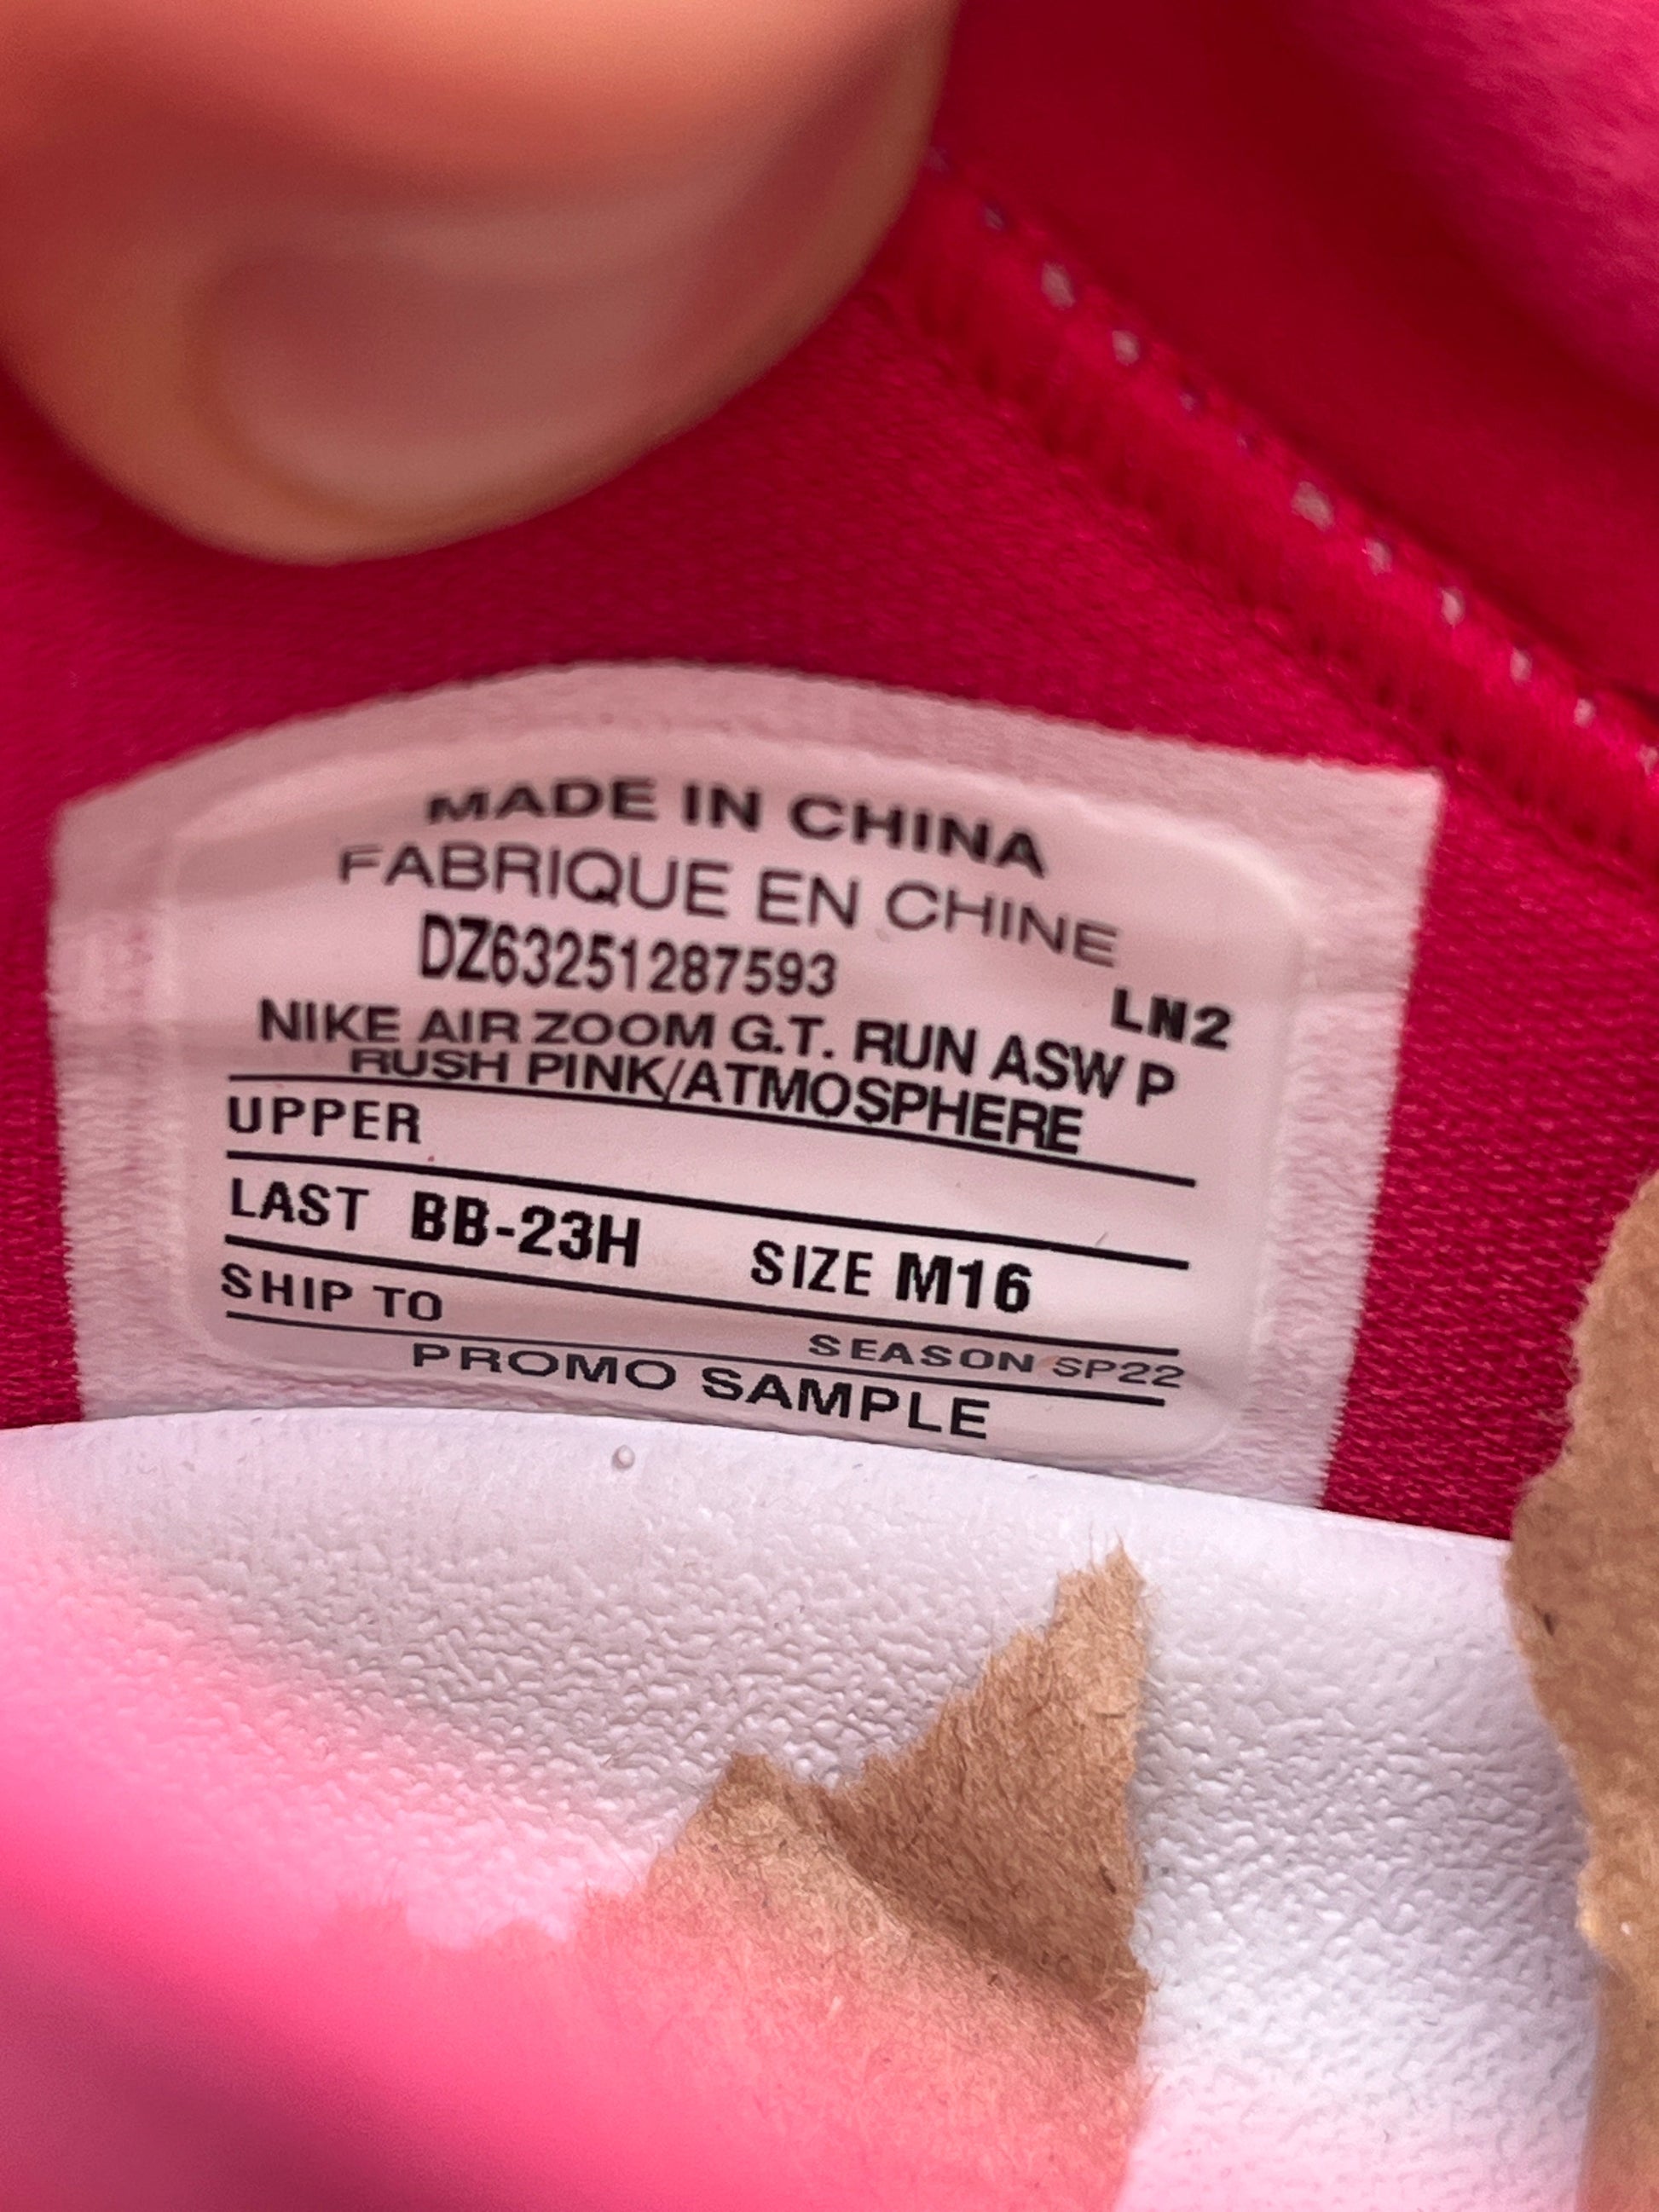 MADE IN CHINA
FABRIQUE EN CHINE
DZ63251287593
LN2
NIKE AIR ZOOM G.T. RUN ASW P
RUSH PINK/ATMOSPHERE
UPPER
LAST BB-23H SIZE M16
SHIP TO SEASON SP22
PROMO SAMPLE